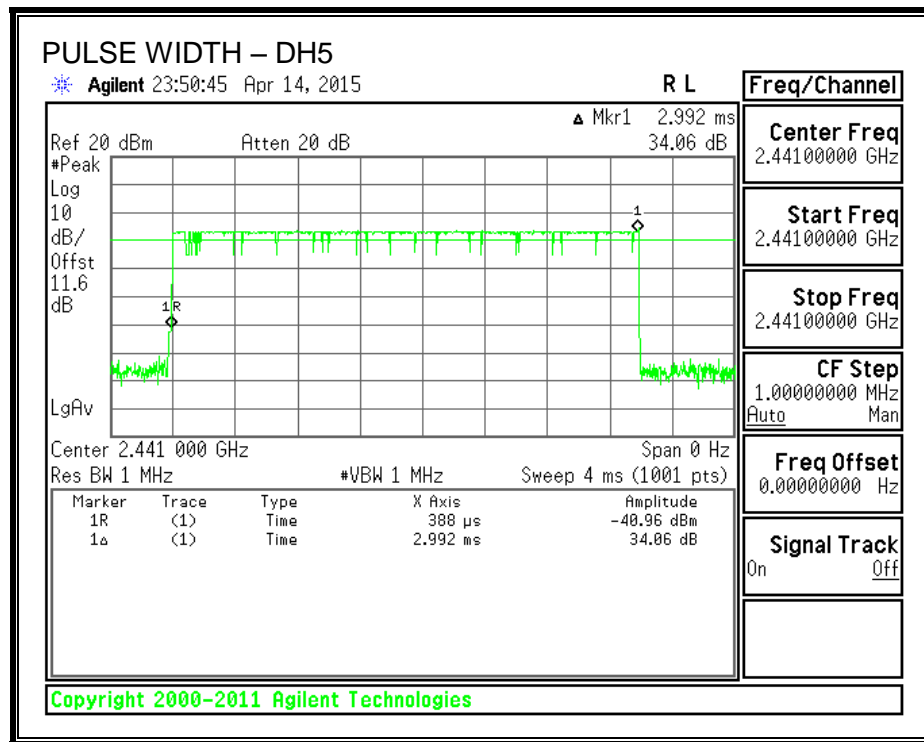 PULSE WIDTH – DH5
Agilent 23:50:45 Apr 14, 2015 R L
Freq/Channel
Δ Mkr1 2.992 ms
Ref 20 dBm Atten 20 dB 34.06 dB
#Peak
Log
10
dB/
Offst
11.6
dB
1
1R
LgAv
Center 2.441 000 GHz Span 0 Hz
Res BW 1 MHz #VBW 1 MHz Sweep 4 ms (1001 pts)
Marker Trace Type X Axis Amplitude
1R (1) Time 388 µs -40.96 dBm
1Δ (1) Time 2.992 ms 34.06 dB
Center Freq
2.44100000 GHz
Start Freq
2.44100000 GHz
Stop Freq
2.44100000 GHz
CF Step
1.00000000 MHz
Auto Man
Freq Offset
0.00000000 Hz
Signal Track
On Off
Copyright 2000-2011 Agilent Technologies